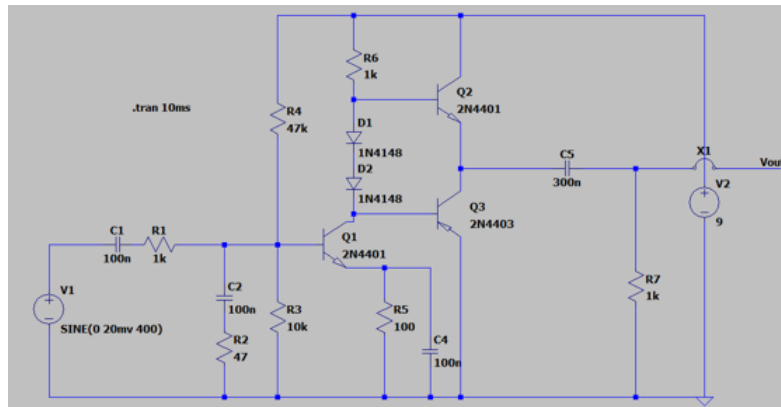 R6
1k
Q2
2N4401
.tran 10ms
R4
47k
D1
1N4148
D2
1N4148
C5
300n
X1
Vou
V2
9
Q3
2N4403
C1
100n
R1
1k
Q1
2N4401
V1
SINE(0 20mv 400)
C2
100n
R2
47
R3
10k
R5
100
C4
100n
R7
1k